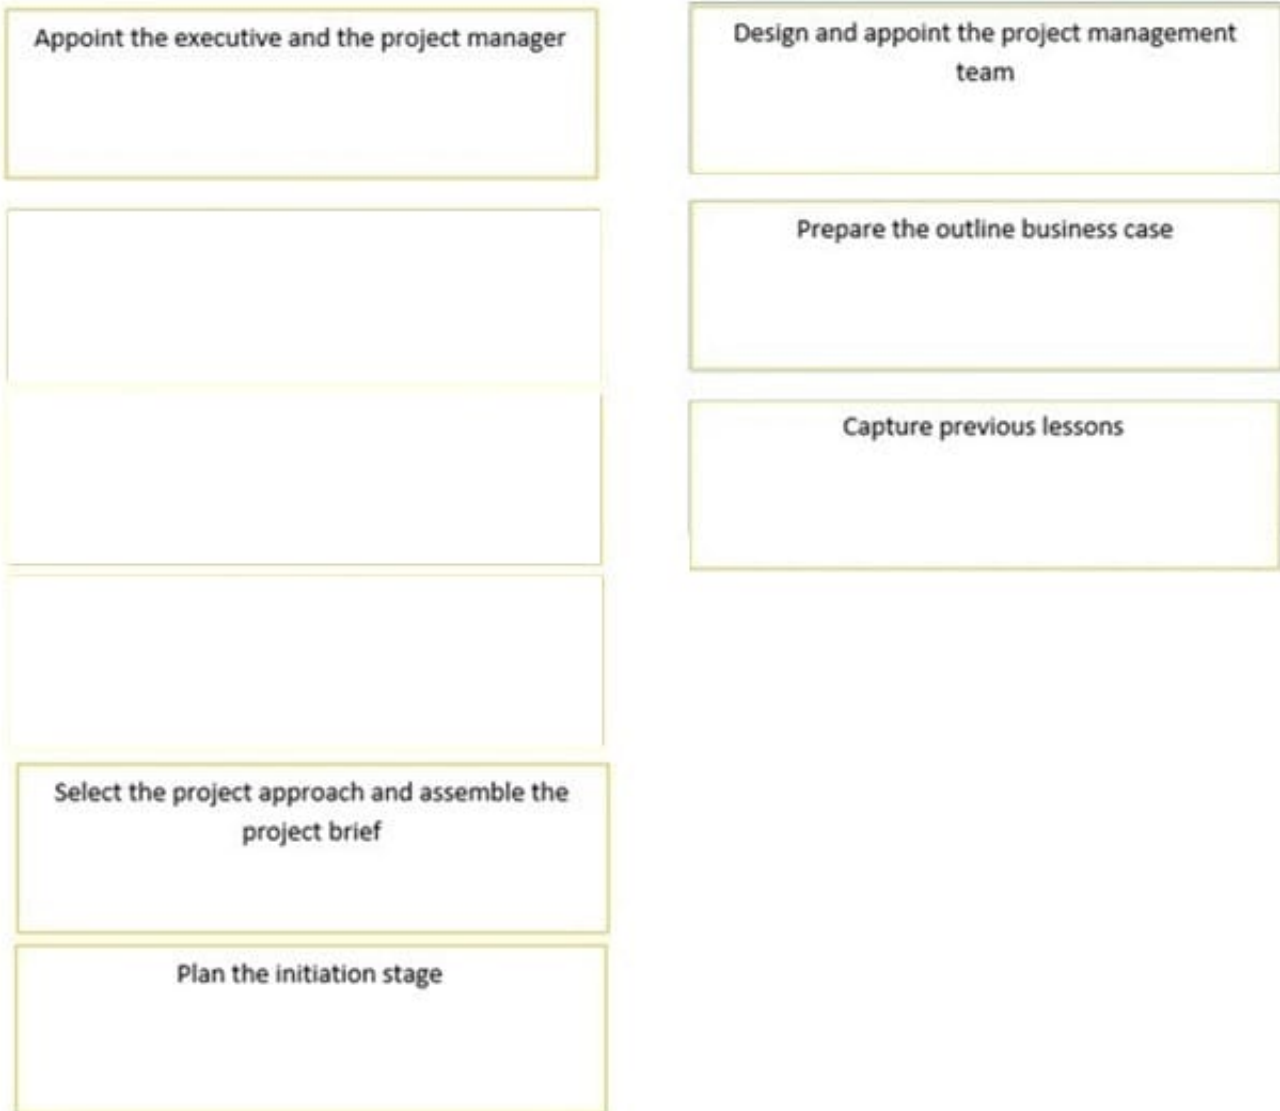 Appoint the executive and the project manager
Select the project approach and assemble the
project brief
Plan the initiation stage
Design and appoint the project management
team
Prepare the outline business case
Capture previous lessons